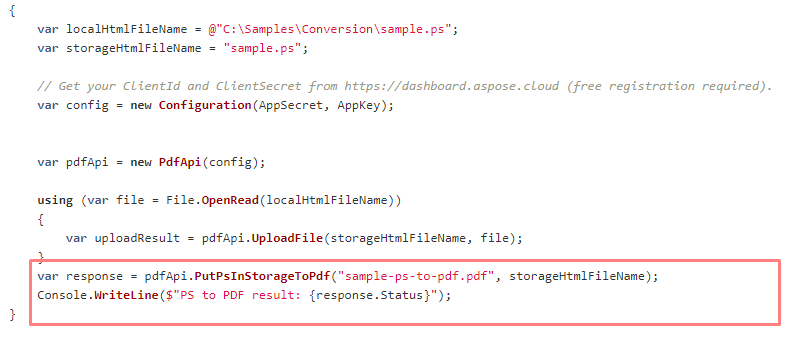 {
var localHtmlFileName = @"C:\Samples\Conversion\sample.ps";
var storageHtmlFileName = "sample.ps";
// Get your ClientId and ClientSecret from https://dashboard.aspose.cloud (free registration required).
var config = new Configuration(AppSecret, AppKey);
var pdfApi = new PdfApi(config);
using (var file = File.OpenRead(localHtmlFileName))
{
var uploadResult = pdfApi.UploadFile(storageHtmlFileName, file);
}
var response = pdfApi.PutPsInStorageToPdf("sample-ps-to-pdf.pdf", storageHtmlFileName);
Console.WriteLine($"PS to PDF result: {response.Status}");
}